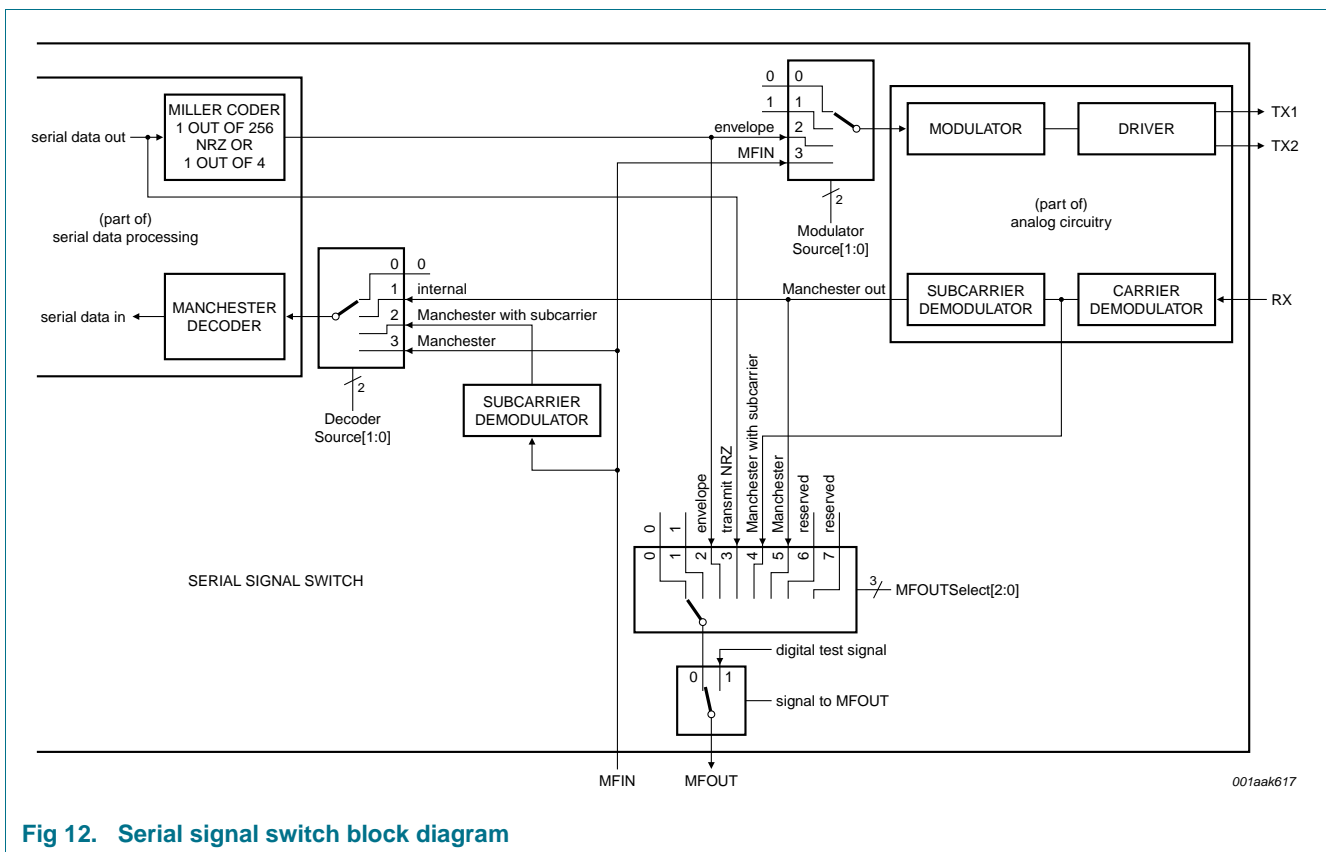 serial data out
MILLER CODER
1 OUT OF 256
NRZ OR
1 OUT OF 4
(part of)
serial data processing
serial data in
MANCHESTER
DECODER
0 0
1 internal
2 Manchester with subcarrier
3 Manchester
2
Decoder
Source[1:0]
SUBCARRIER
DEMODULATOR
0 0
1 1
envelope 2
MFIN 3
2
Modulator
Source[1:0]
MODULATOR
DRIVER
TX1
TX2
(part of)
analog circuitry
Manchester out
SUBCARRIER
DEMODULATOR
CARRIER
DEMODULATOR
RX
0 0
1 1
2 envelope
3 transmit NRZ
4 Manchester with subcarrier
5 Manchester
6 reserved
7 reserved
3
MFOUTSelect[2:0]
SERIAL SIGNAL SWITCH
digital test signal
0 1
signal to MFOUT
MFIN
MFOUT
001aak617
Fig 12. Serial signal switch block diagram